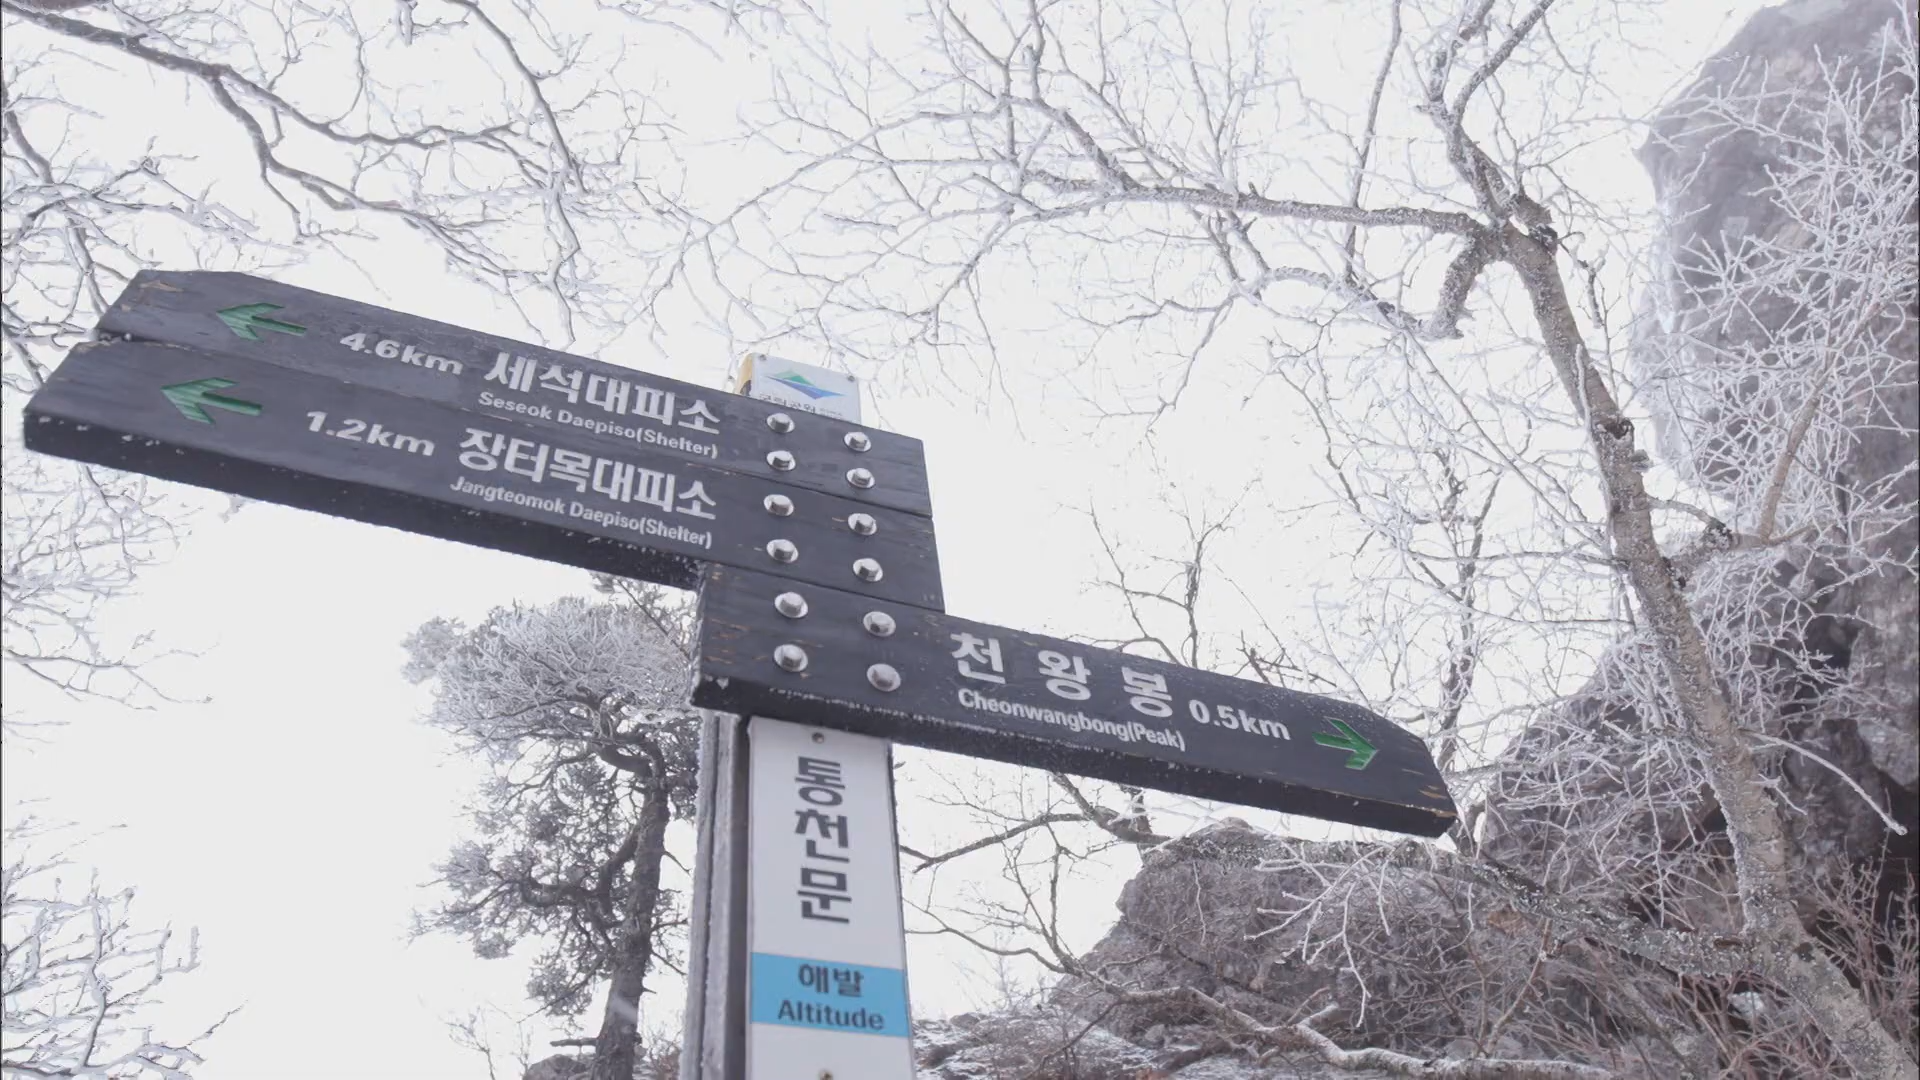 4.6km 세석대피소
Seseok Daepiso(Shelter)
1.2km 장터목대피소
Jangteomok Daepiso(Shelter)
천왕봉 0.5km
Cheonwangbong(Peak)
통천문
해발
Altitude